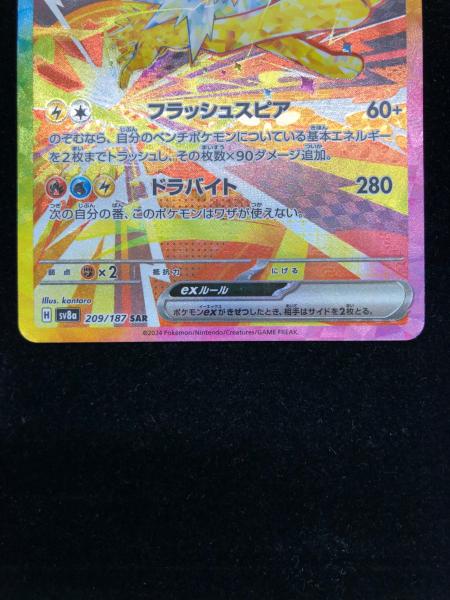 フラッシュスピア 60+
のぞむなら、自分のベンチポケモンについている基本エネルギー
を2枚までトラッシュし、その枚数×90ダメージ追加。
ドラバイト 280
次の自分の番、このポケモンはワザが使えない。
弱点 ×2 抵抗力 にげる
exルール
ポケモンexがきぜつしたとき、相手はサイドを2枚とる。
Illus. kantaro
H sv8a 209/187 SAR
©2024 Pokémon/Nintendo/Creatures/GAME FREAK.